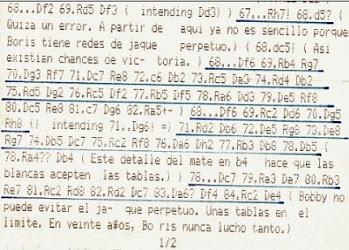 68...Df2 69.Rd5 Df3 ( intending Dd3) ) 67...Rh7! 68.d5? (
Quiza un error. A partir de aqui ya no es sencillo porque
Boris tiene redes de jaque perpetuo.) ( 68.dc5! ( Asi
existian chances de vic- toria. ) 68...Df6 69.Rb4 Rg7
70.Dg3 Rf7 71.Dc7 Re8 72.c6 Db2 73.Rc5 Da3 74.Rd4 Db2
75.Rd5 Dg2 76.Rc5 Df2 77.Rb5 Df5 78.Ra6 Dd3 79.De5 Rf8
80.Dc5 Re8 81.c7 Dg6 82.Ra5+- ) 68...Df6 69.Rc2 Dd6 70.Dg5
Rh8 (! intending 71...Dg6! =) 71.Rd2 Db6 72.De5 Rg8 73.De8
Rg7 74.Db5 Dc7 75.Rc2 Rf8 76.Da6 Dh2 77.Rb3 Db8 78.Db5 (
78.Ra4?? Db4 ( Este detalle del mate en b4 hace que las
blancas acepten las tablas.) ) 78...Dc7 79.Ra3 Da7 80.Rb3
Re7 81.Rc2 Rd8 82.Rd2 Dc7 83.Da6? Df4 84.Rc2 De4 ( Bobby no
puede evitar el ja- que perpetuo. Unas tablas en el
limite. En veinte años, Bo ris nunca lucho tanto.)
1/2